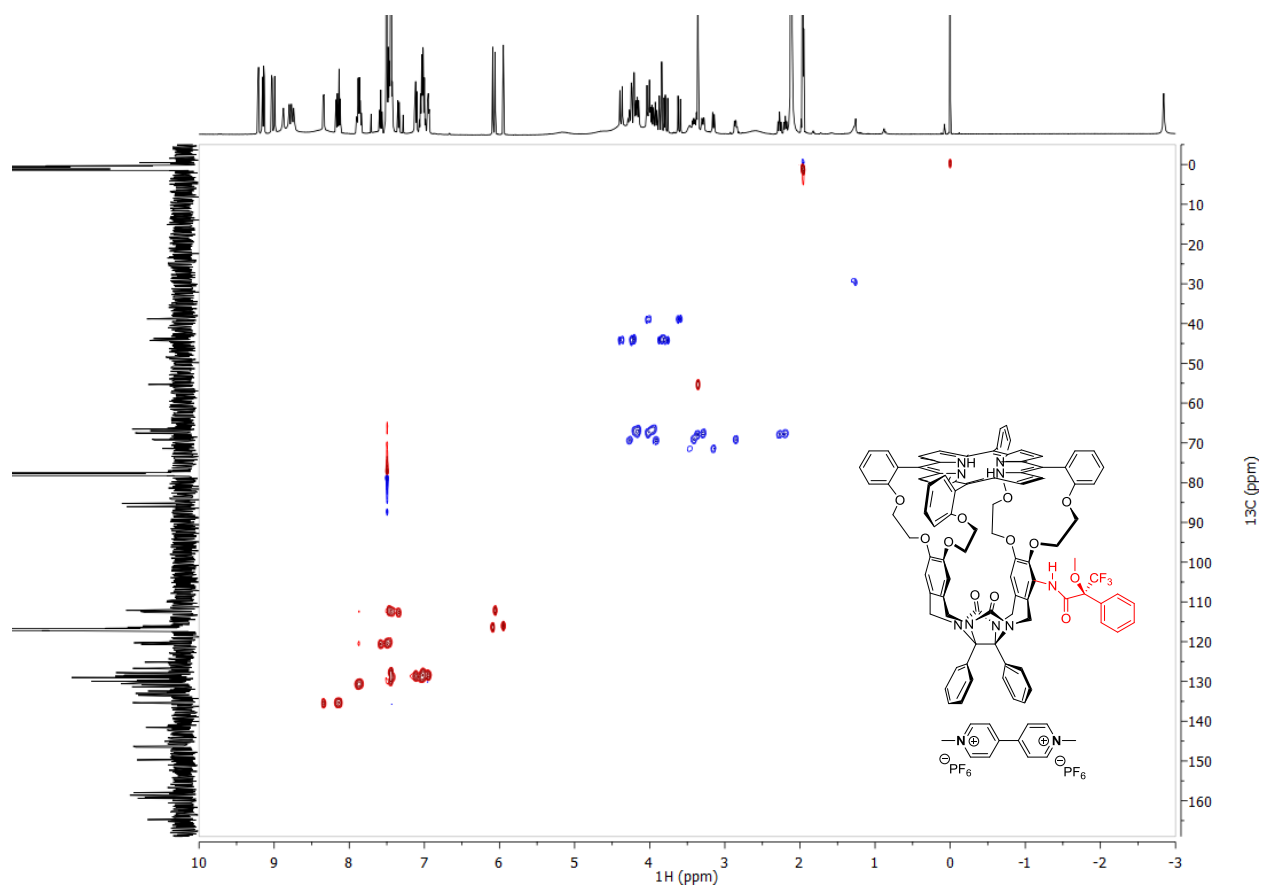 0
10
20
30
40
50
60
70
80
90
100
110
120
130
140
150
160
13C (ppm)
10 9 8 7 6 5 4 3 2 1 0 -1 -2 -3
1H (ppm)
NH N
N HN
O
O O
O
O O O O
H
N
O CF3
O
O O
N N N N
N ⊕ ⊕ N
⊖ PF6 ⊖ PF6